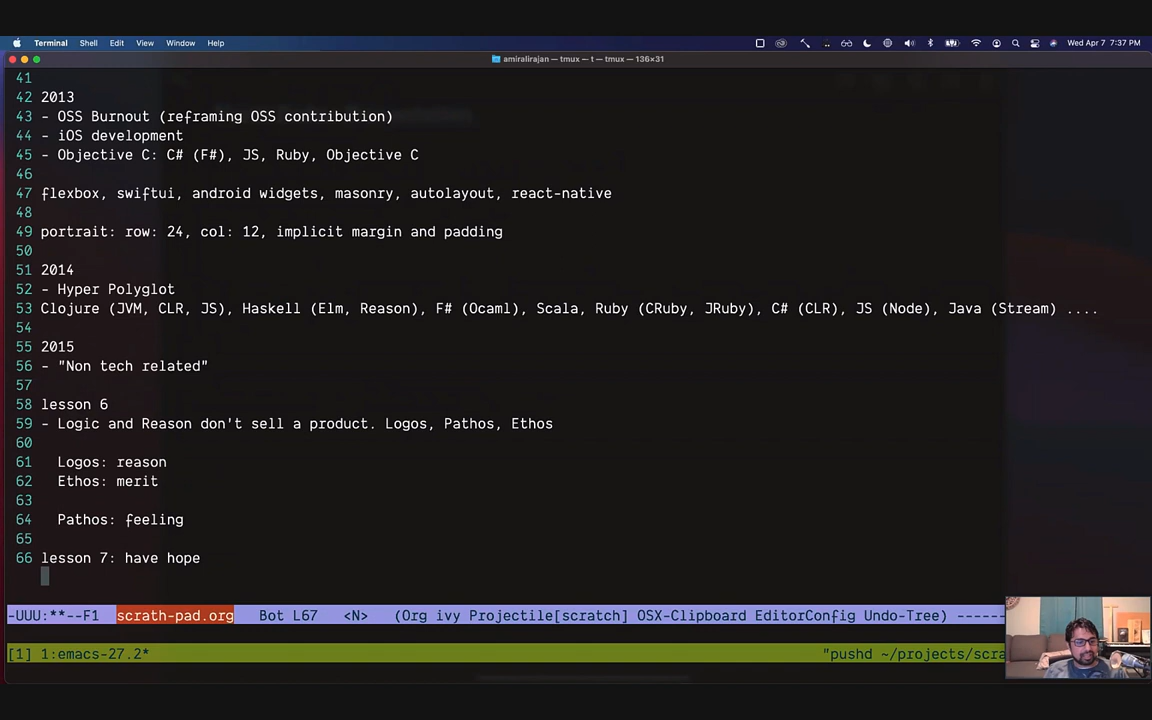 Terminal Shell Edit View Window Help Wed Apr 7 7:37 PM
amiralirajan — tmux — t — tmux — 136×31
41
42 2013
43 - OSS Burnout (reframing OSS contribution)
44 - iOS development
45 - Objective C: C# (F#), JS, Ruby, Objective C
46
47 flexbox, swiftui, android widgets, masonry, autolayout, react-native
48
49 portrait: row: 24, col: 12, implicit margin and padding
50
51 2014
52 - Hyper Polyglot
53 Clojure (JVM, CLR, JS), Haskell (Elm, Reason), F# (Ocaml), Scala, Ruby (CRuby, JRuby), C# (CLR), JS (Node), Java (Stream) ....
54
55 2015
56 - "Non tech related"
57
58 lesson 6
59 - Logic and Reason don't sell a product. Logos, Pathos, Ethos
60
61 Logos: reason
62 Ethos: merit
63
64 Pathos: feeling
65
66 lesson 7: have hope
-UUU:**--F1 scrath-pad.org Bot L67 <N> (Org ivy Projectile[scratch] OSX-Clipboard EditorConfig Undo-Tree) ------
[1] 1:emacs-27.2* "pushd ~/projects/scra